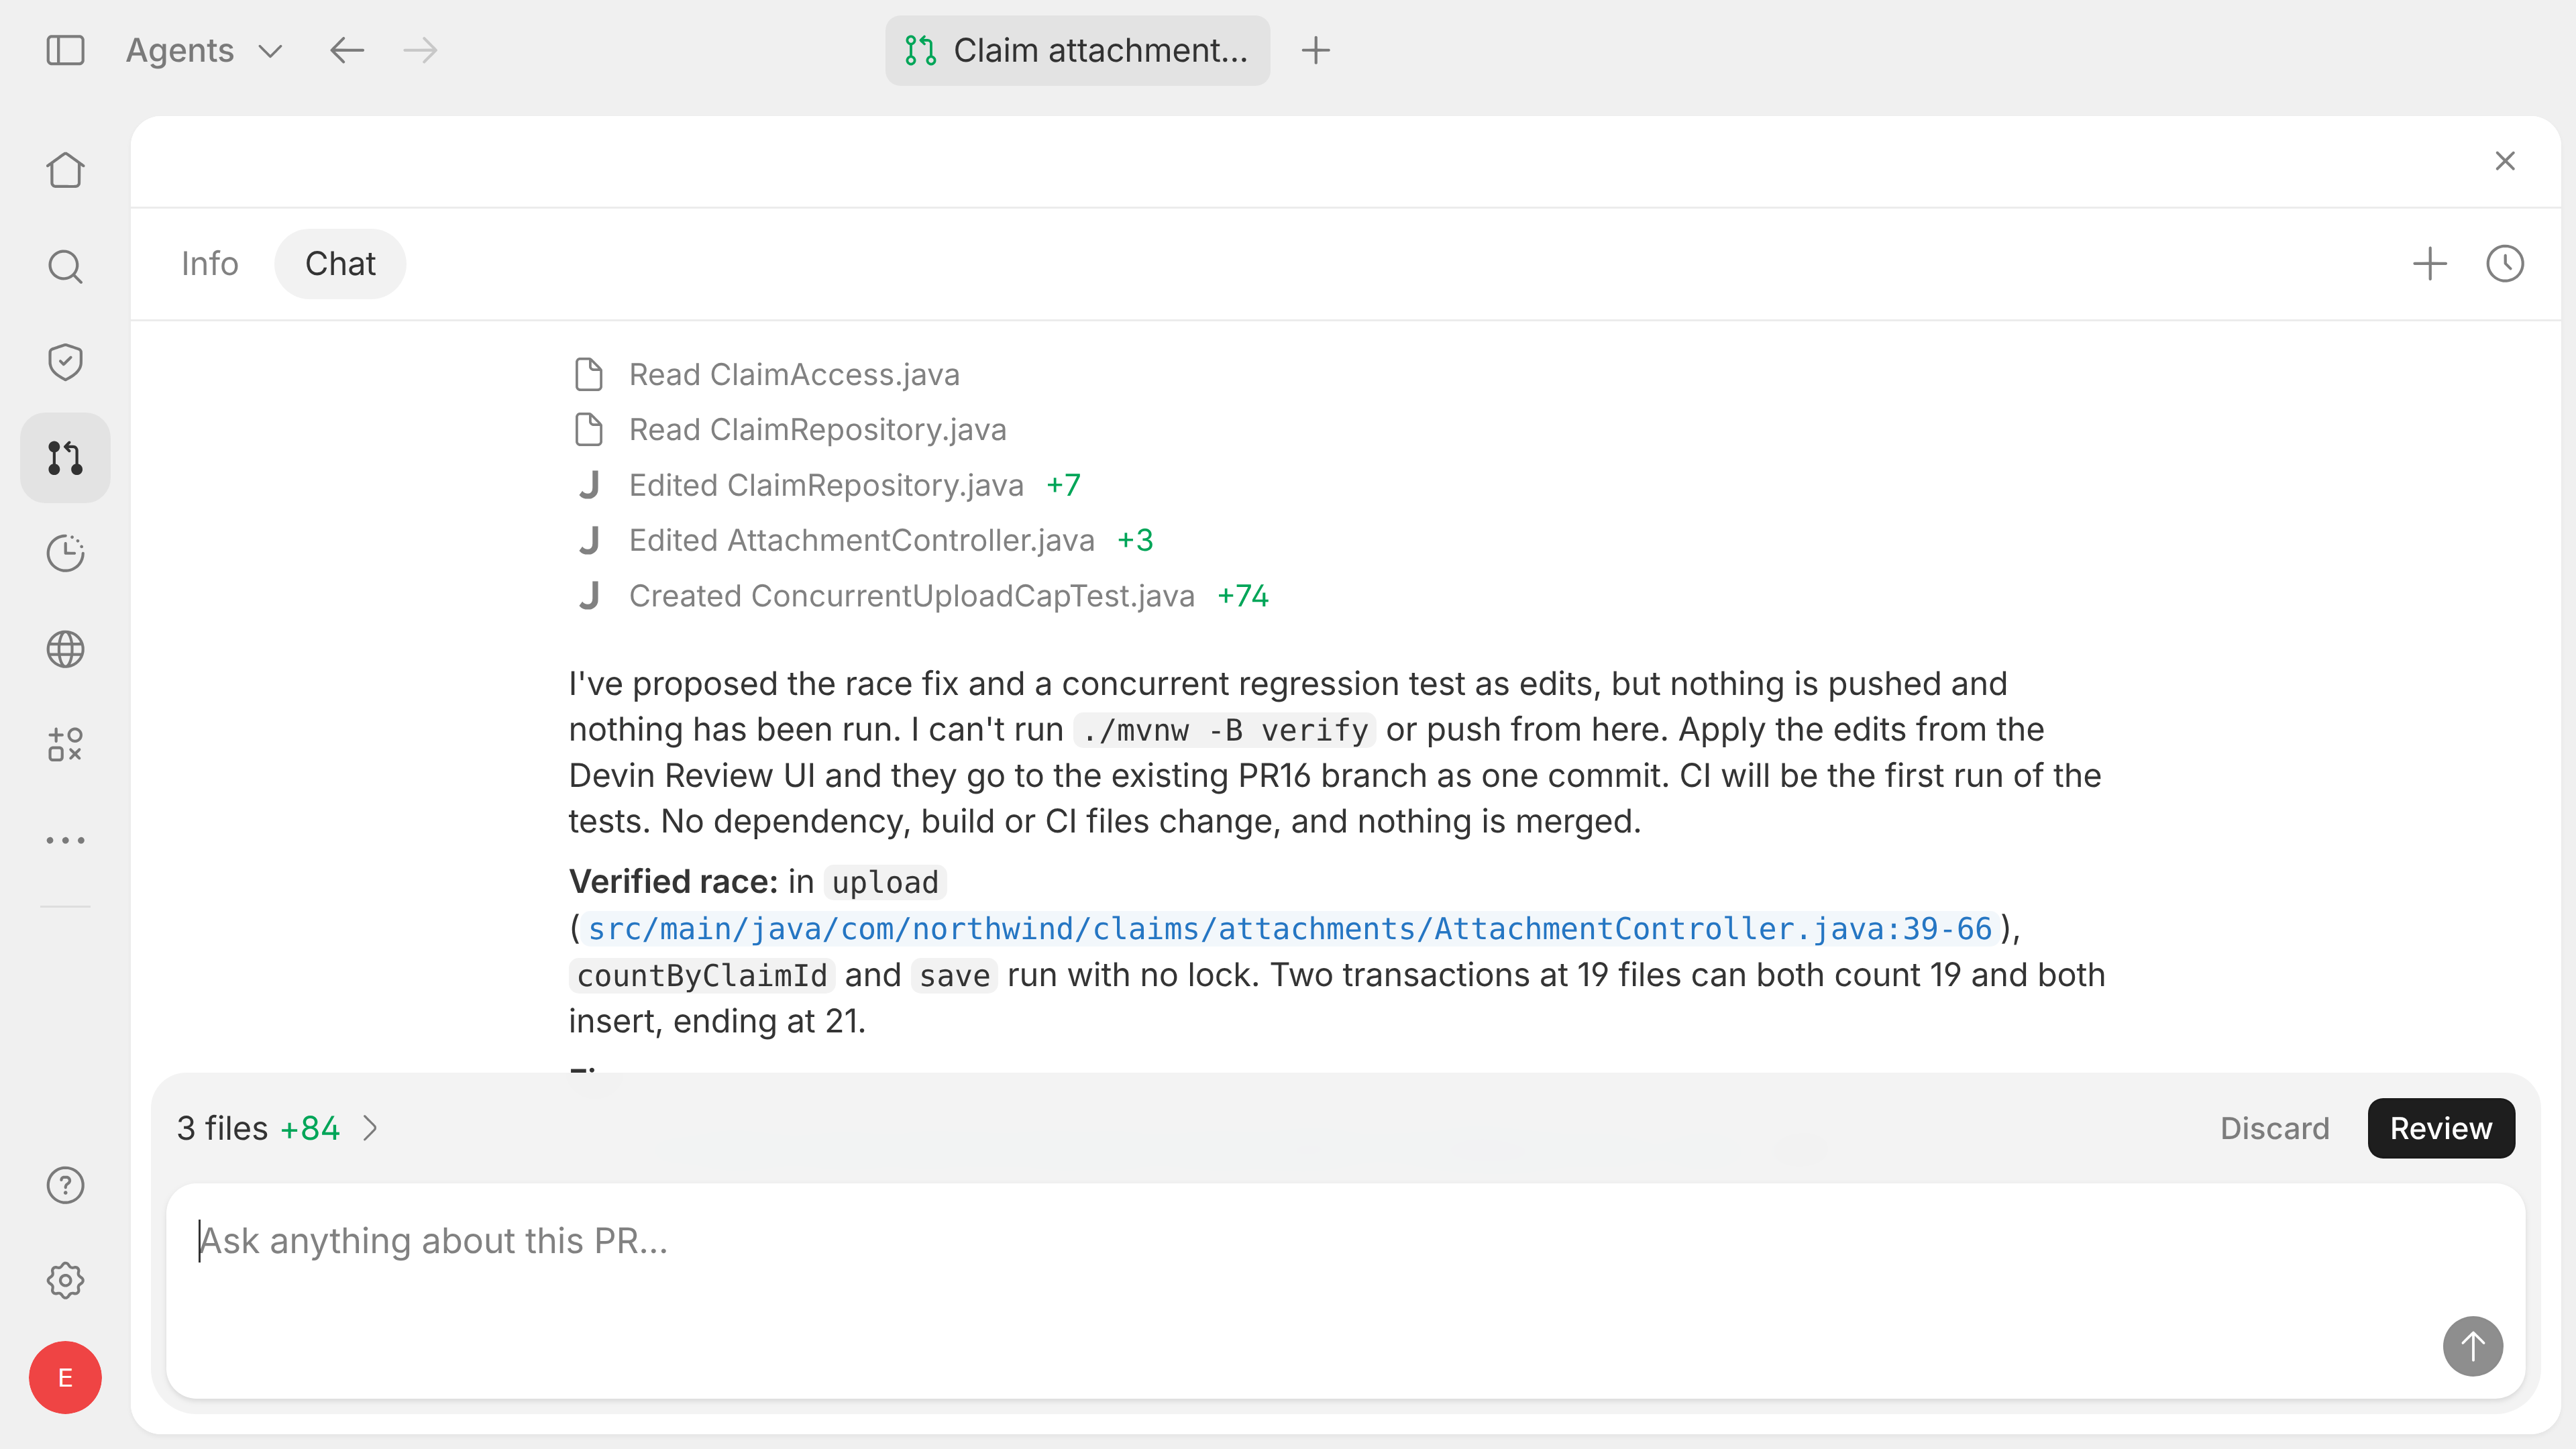 Agents
Claim attachment...
Info
Chat
Read ClaimAccess.java
Read ClaimRepository.java
J Edited ClaimRepository.java +7
J Edited AttachmentController.java +3
J Created ConcurrentUploadCapTest.java +74
I've proposed the race fix and a concurrent regression test as edits, but nothing is pushed and
nothing has been run. I can't run ./mvnw -B verify or push from here. Apply the edits from the
Devin Review UI and they go to the existing PR16 branch as one commit. CI will be the first run of the
tests. No dependency, build or CI files change, and nothing is merged.
Verified race: in upload
(src/main/java/com/northwind/claims/attachments/AttachmentController.java:39-66),
countByClaimId and save run with no lock. Two transactions at 19 files can both count 19 and both
insert, ending at 21.
3 files +84
Discard
Review
Ask anything about this PR...
E